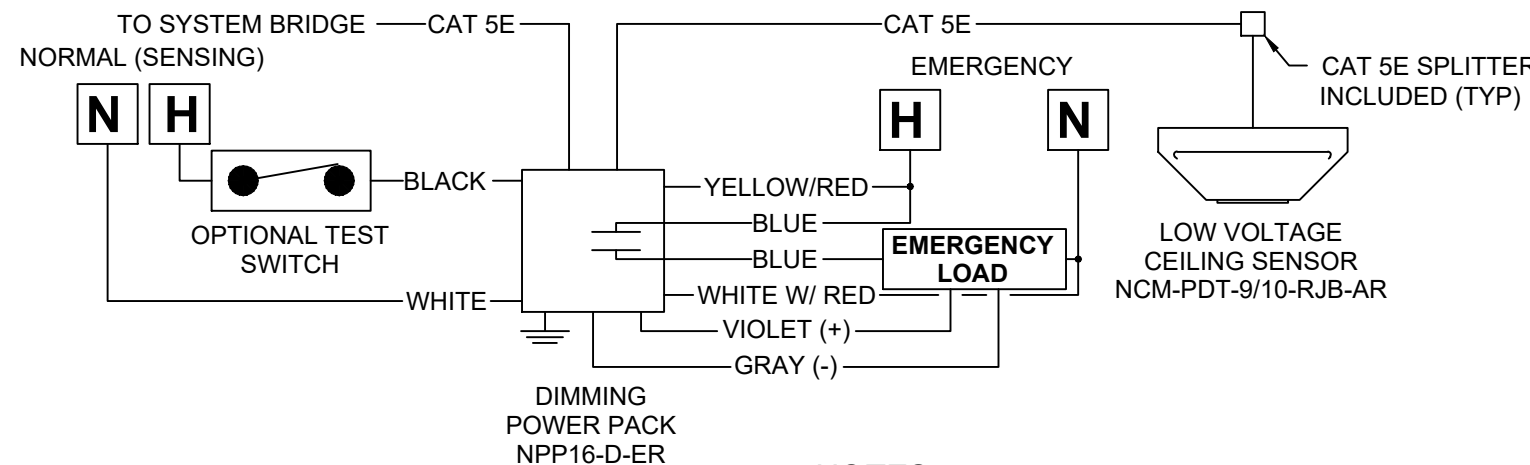 TO SYSTEM BRIDGE
CAT 5E
CAT 5E
NORMAL (SENSING)
EMERGENCY
CAT 5E SPLITTER
INCLUDED (TYP)
N
H
H
N
BLACK
YELLOW/RED
BLUE
OPTIONAL TEST
SWITCH
BLUE
EMERGENCY
LOAD
LOW VOLTAGE
CEILING SENSOR
NCM-PDT-9/10-RJB-AR
WHITE
WHITE W/ RED
VIOLET (+)
GRAY (-)
DIMMING
POWER PACK
NPP16-D-ER